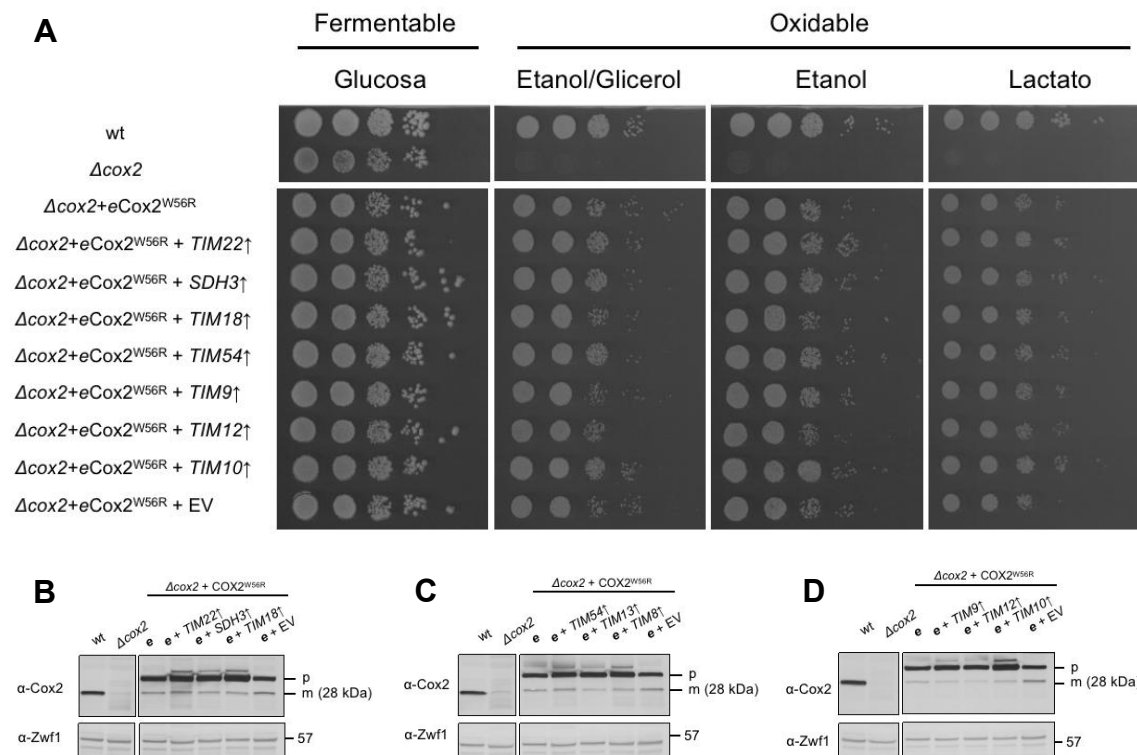 A
Fermentable
Oxidable
Glucosa
Etanol/Glicerol
Etanol
Lactato
wt
Δcox2
Δcox2+eCox2W56R
Δcox2+eCox2W56R + TIM22↑
Δcox2+eCox2W56R + SDH3↑
Δcox2+eCox2W56R + TIM18↑
Δcox2+eCox2W56R + TIM54↑
Δcox2+eCox2W56R + TIM9↑
Δcox2+eCox2W56R + TIM12↑
Δcox2+eCox2W56R + TIM10↑
Δcox2+eCox2W56R + EV
B
Δcox2 + COX2W56R
wt
Δcox2
e
e + TIM22↑
e + SDH3↑
e + TIM18↑
e + EV
α-Cox2
p
m (28 kDa)
α-Zwf1
57
C
Δcox2 + COX2W56R
wt
Δcox2
e
e + TIM54↑
e + TIM13↑
e + TIM8↑
e + EV
α-Cox2
p
m (28 kDa)
α-Zwf1
57
D
Δcox2 + COX2W56R
wt
Δcox2
e
e + TIM9↑
e + TIM12↑
e + TIM10↑
e + EV
α-Cox2
p
m (28 kDa)
α-Zwf1
57